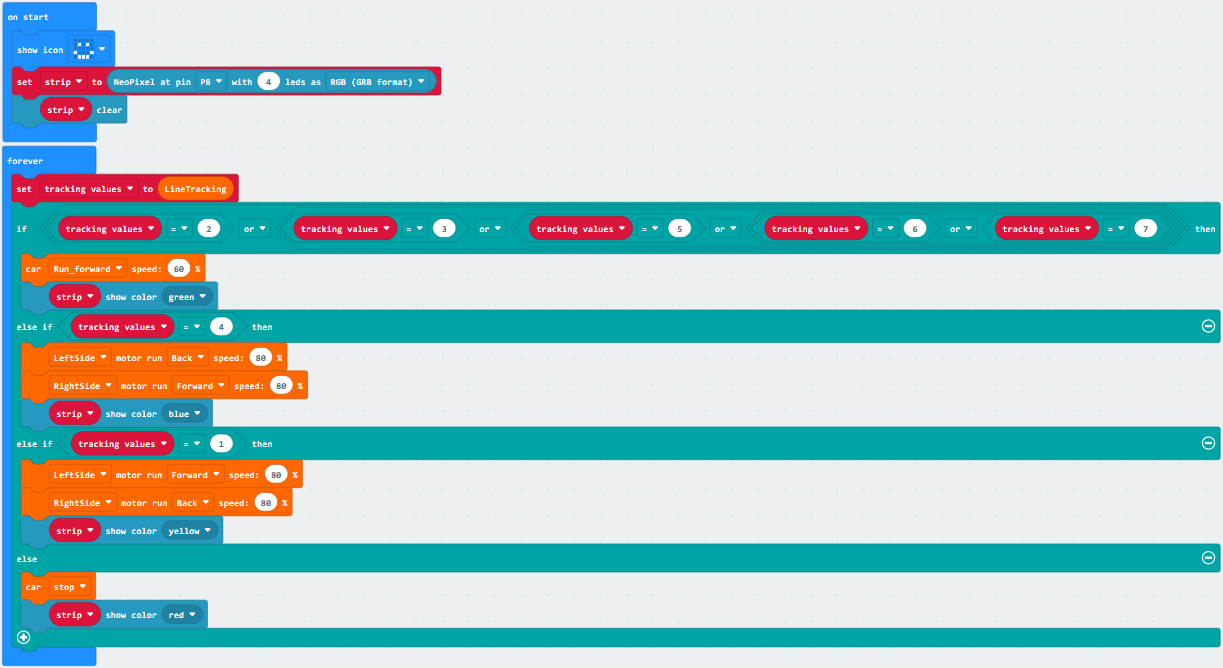 on start
show icon
set strip to NeoPixel at pin P8 with 4 leds as RGB (GRB format)
strip clear
forever
set tracking values to LineTracking
if tracking values = 2 or tracking values = 3 or tracking values = 5 or tracking values = 6 or tracking values = 7 then
car Run_forward speed: 60 %
strip show color green
else if tracking values = 4 then
LeftSide motor run Back speed: 80 %
RightSide motor run Forward speed: 80 %
strip show color blue
else if tracking values = 1 then
LeftSide motor run Forward speed: 80 %
RightSide motor run Back speed: 80 %
strip show color yellow
else
car stop
strip show color red